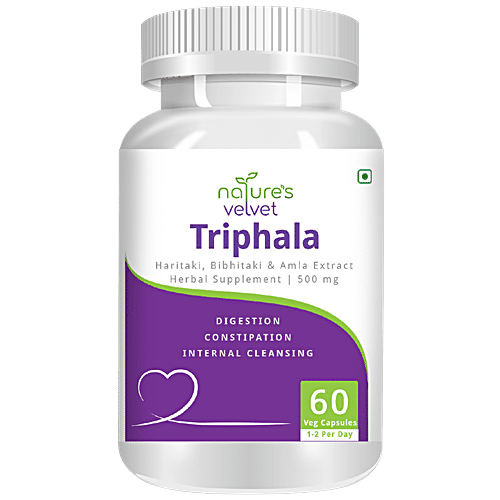 nature's
velvet
Triphala
Haritaki, Bibhitaki & Amla Extract
Herbal Supplement | 500 mg
DIGESTION
CONSTIPATION
INTERNAL CLEANSING
60
Veg Capsules
1-2 Per Day